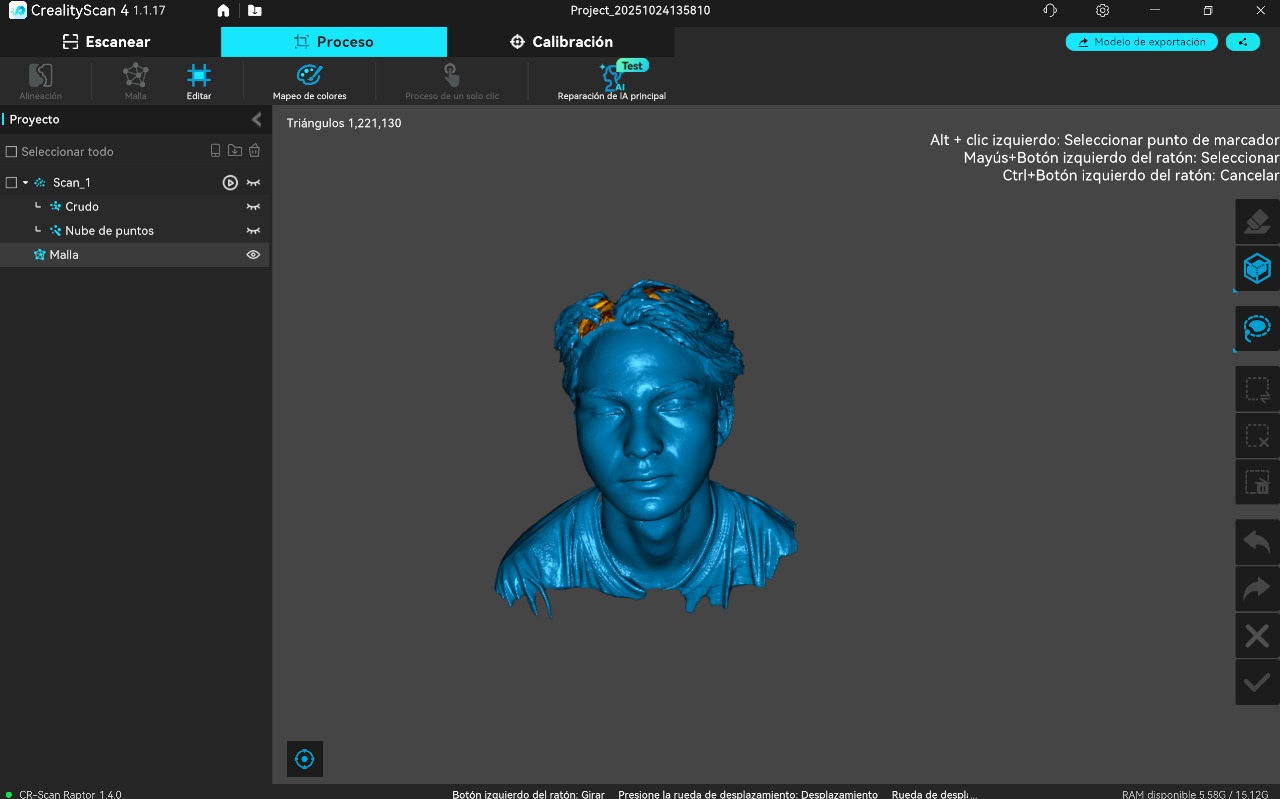 CrealityScan 4 1.1.17
Project_20251024135810
Escanear
Proceso
Calibración
Modelo de exportación
Alineación
Malla
Editar
Mapeo de colores
Proceso de un solo clic
Test
AI
Reparación de IA principal
Proyecto
Triángulos 1,221,130
Seleccionar todo
Alt + clic izquierdo: Seleccionar punto de marcador
Mayús+Botón izquierdo del ratón: Seleccionar
Ctrl+Botón izquierdo del ratón: Cancelar
Scan_1
Crudo
Nube de puntos
Malla
CR-Scan Raptor 1.4.0
Botón izquierdo del ratón: Girar Presione la rueda de desplazamiento: Desplazamiento Rueda de despl...
RAM disponible 5.58G / 15.12G